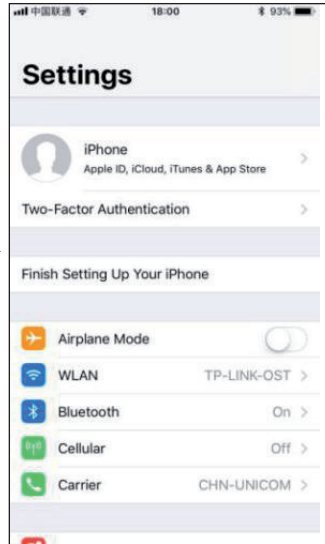 中国联通 18:00 93%
Settings
iPhone
Apple ID, iCloud, iTunes & App Store
Two-Factor Authentication
Finish Setting Up Your iPhone
Airplane Mode
WLAN TP-LINK-OST
Bluetooth On
Cellular Off
Carrier CHN-UNICOM